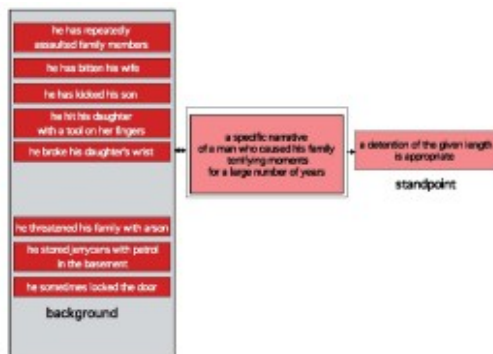 he has repeatedly
assaulted family members
he has bitten his wife
he has kicked his son
he hit his daughter
with a tool on her fingers
he broke his daughter's wrist
he threatened his family with arson
he stored jerrycans with petrol
in the basement
he sometimes locked the door
background
a specific narrative
of a man who caused his family
terrifying moments
for a large number of years
a detention of the given length
is appropriate
standpoint